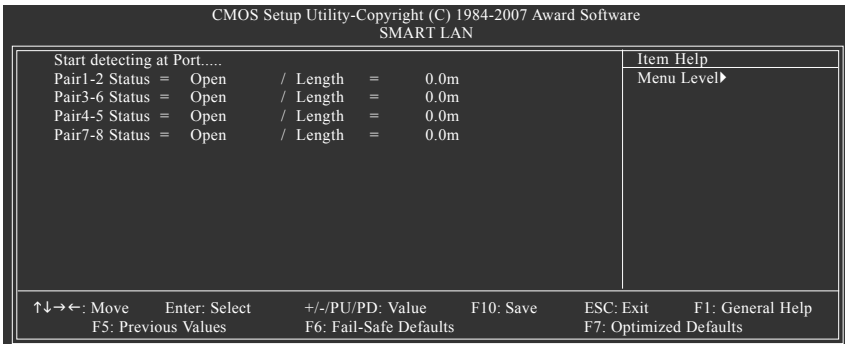 CMOS Setup Utility-Copyright (C) 1984-2007 Award Software
SMART LAN
Start detecting at Port.....
Pair1-2 Status = Open / Length = 0.0m
Pair3-6 Status = Open / Length = 0.0m
Pair4-5 Status = Open / Length = 0.0m
Pair7-8 Status = Open / Length = 0.0m
Item Help
Menu Level▶
↑↓→←: Move Enter: Select +/-/PU/PD: Value F10: Save ESC: Exit F1: General Help
F5: Previous Values F6: Fail-Safe Defaults F7: Optimized Defaults